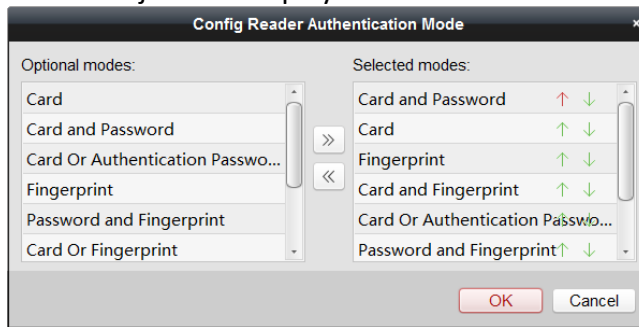 Config Reader Authentication Mode
Optional modes:
Selected modes:
Card
Card and Password
Card Or Authentication Passwo...
Fingerprint
Password and Fingerprint
Card Or Fingerprint
Card and Password
Card
Fingerprint
Card and Fingerprint
Card Or Authentication Passwo...
Password and Fingerprint
OK
Cancel